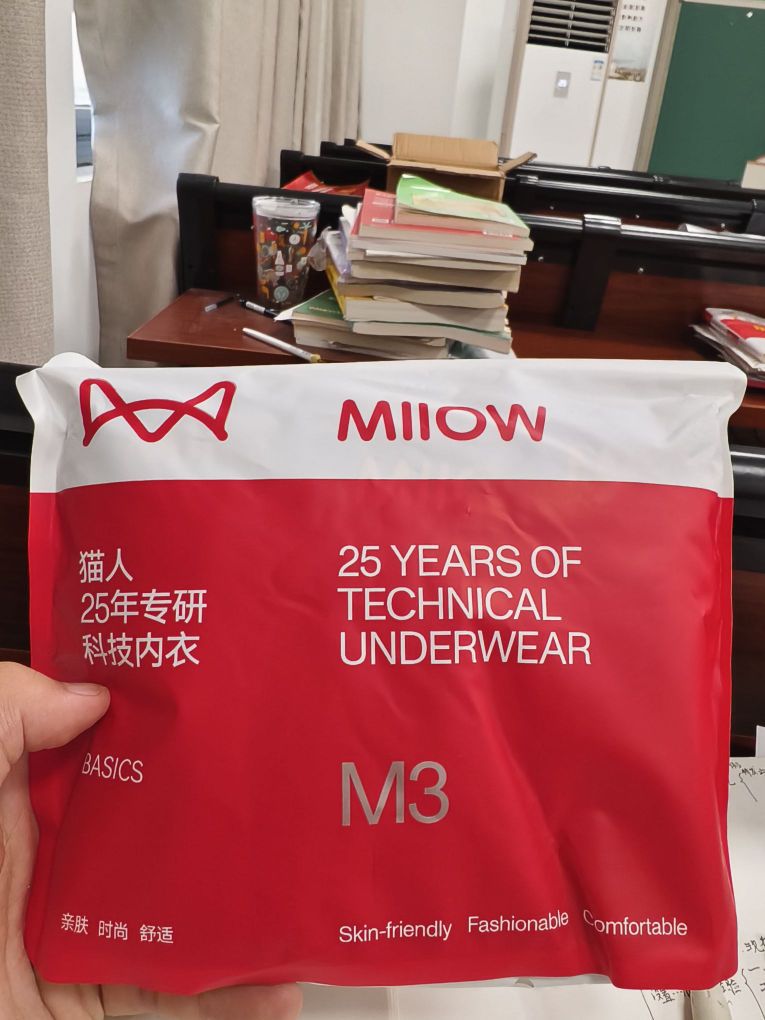 MIIOW
猫人
25年专研
科技内衣
25 YEARS OF
TECHNICAL
UNDERWEAR
BASICS
M3
亲肤 时尚 舒适
Skin-friendly Fashionable Comfortable